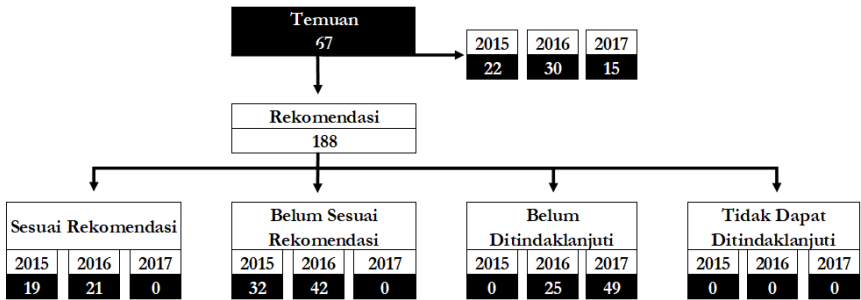 Temuan
67
2015 2016 2017
22 30 15
Rekomendasi
188
Sesuai Rekomendasi
2015 2016 2017
19 21 0
Belum Sesuai
Rekomendasi
2015 2016 2017
32 42 0
Belum
Ditindaklanjuti
2015 2016 2017
0 25 49
Tidak Dapat
Ditindaklanjuti
2015 2016 2017
0 0 0